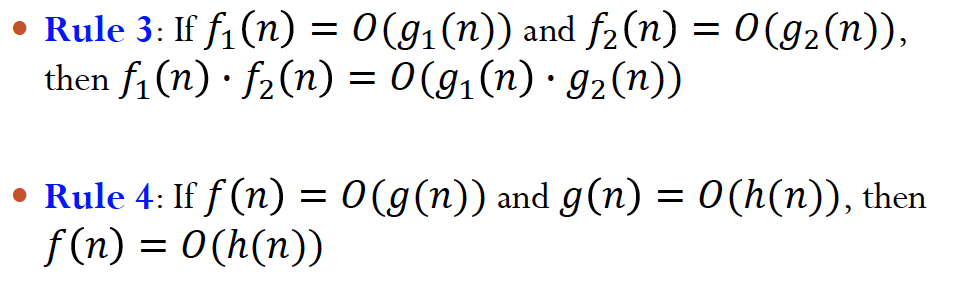 • Rule 3: If f₁(n) = O(g₁(n)) and f₂(n) = O(g₂(n)),
then f₁(n) · f₂(n) = O(g₁(n) · g₂(n))
• Rule 4: If f(n) = O(g(n)) and g(n) = O(h(n)), then
f(n) = O(h(n))